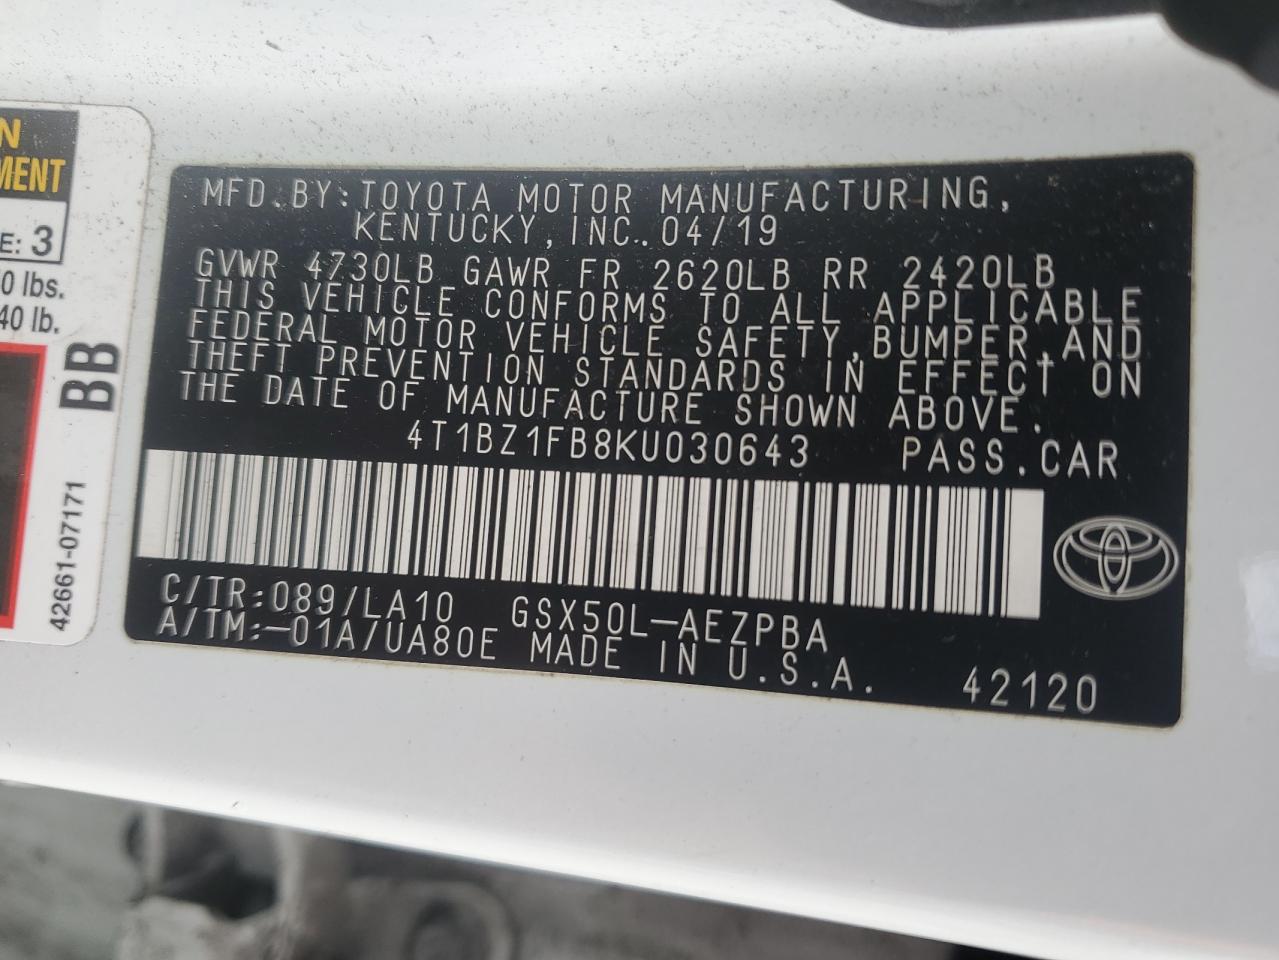 N
MENT
E: 3
0 lbs.
40 lb.
BB
42661-07171
MFD.BY:TOYOTA MOTOR MANUFACTURING,
KENTUCKY,INC. 04/19
GVWR 4730LB GAWR FR 2620LB RR 2420LB
THIS VEHICLE CONFORMS TO ALL APPLICABLE
FEDERAL MOTOR VEHICLE SAFETY,BUMPER,AND
THEFT PREVENTION STANDARDS IN EFFECT ON
THE DATE OF MANUFACTURE SHOWN ABOVE.
4T1BZ1FB8KU030643 PASS.CAR
C/TR:089/LA10 GSX50L-AEZPBA
A/TM:-01A/UA80E MADE IN U.S.A. 42120